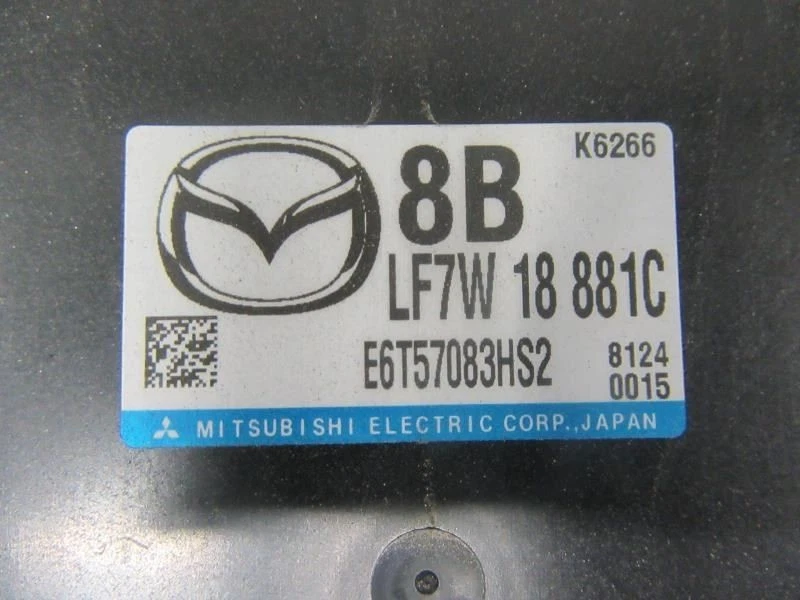 K6266
8B
LF7W 18 881C
E6T57083HS2 8124
0015
MITSUBISHI ELECTRIC CORP., JAPAN